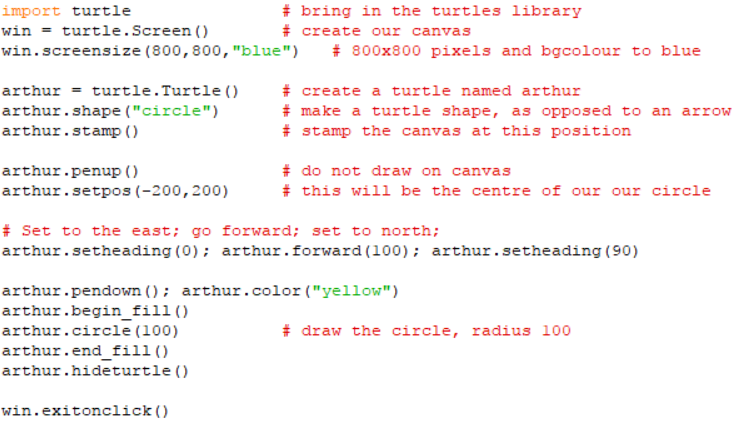 import turtle                # bring in the turtles library
win = turtle.Screen()        # create our canvas
win.screensize(800,800,"blue")   # 800x800 pixels and bgcolour to blue
arthur = turtle.Turtle()     # create a turtle named arthur
arthur.shape("circle")       # make a turtle shape, as opposed to an arrow
arthur.stamp()               # stamp the canvas at this position
arthur.penup()               # do not draw on canvas
arthur.setpos(-200,200)      # this will be the centre of our our circle
# Set to the east; go forward; set to north;
arthur.setheading(0); arthur.forward(100); arthur.setheading(90)
arthur.pendown(); arthur.color("yellow")
arthur.begin_fill()
arthur.circle(100)           # draw the circle, radius 100
arthur.end_fill()
arthur.hideturtle()
win.exitonclick()